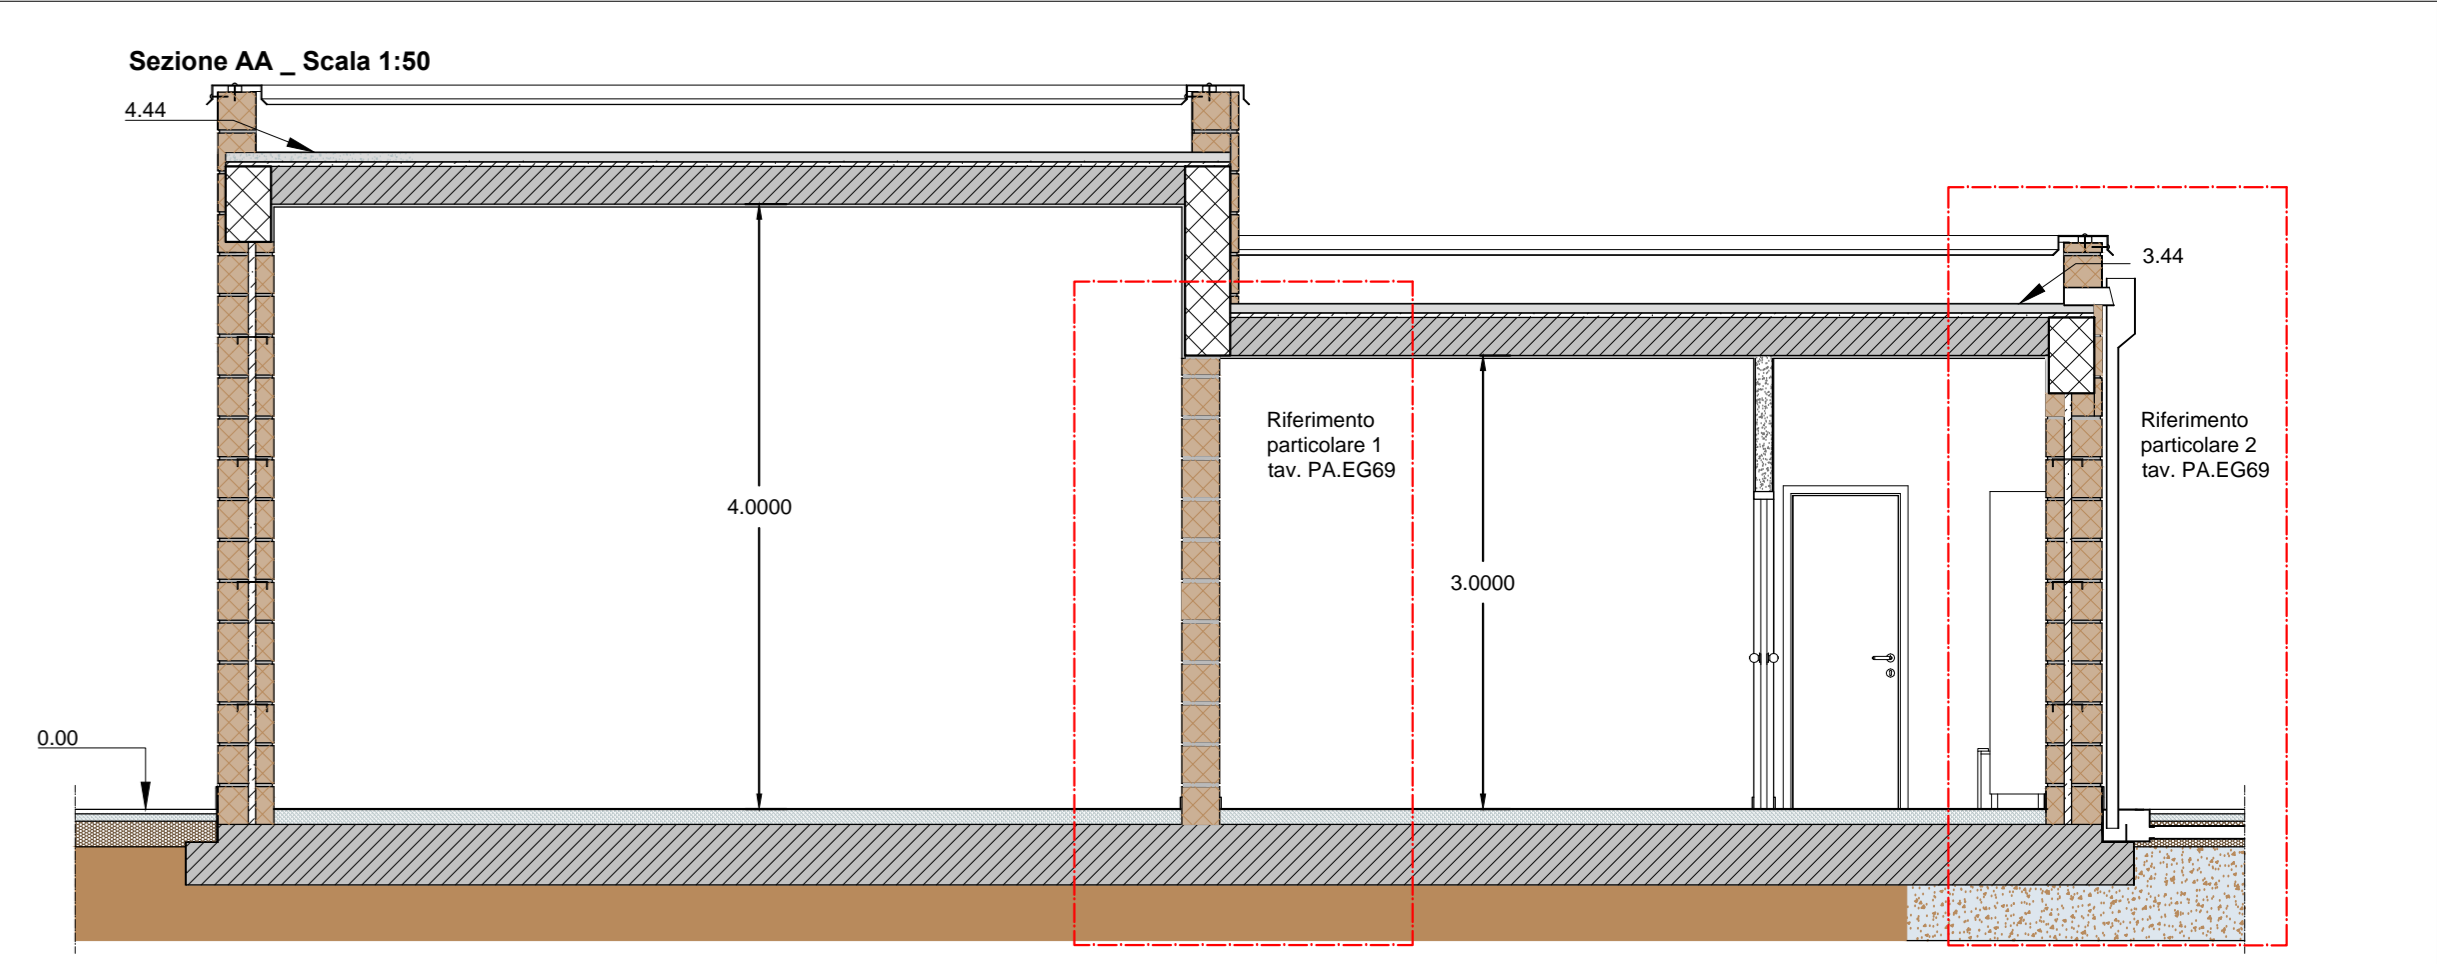 Sezione AA _ Scala 1:50
4.44
3.44
Riferimento
particolare 1
tav. PA.EG69
Riferimento
particolare 2
tav. PA.EG69
4.0000
3.0000
0.00